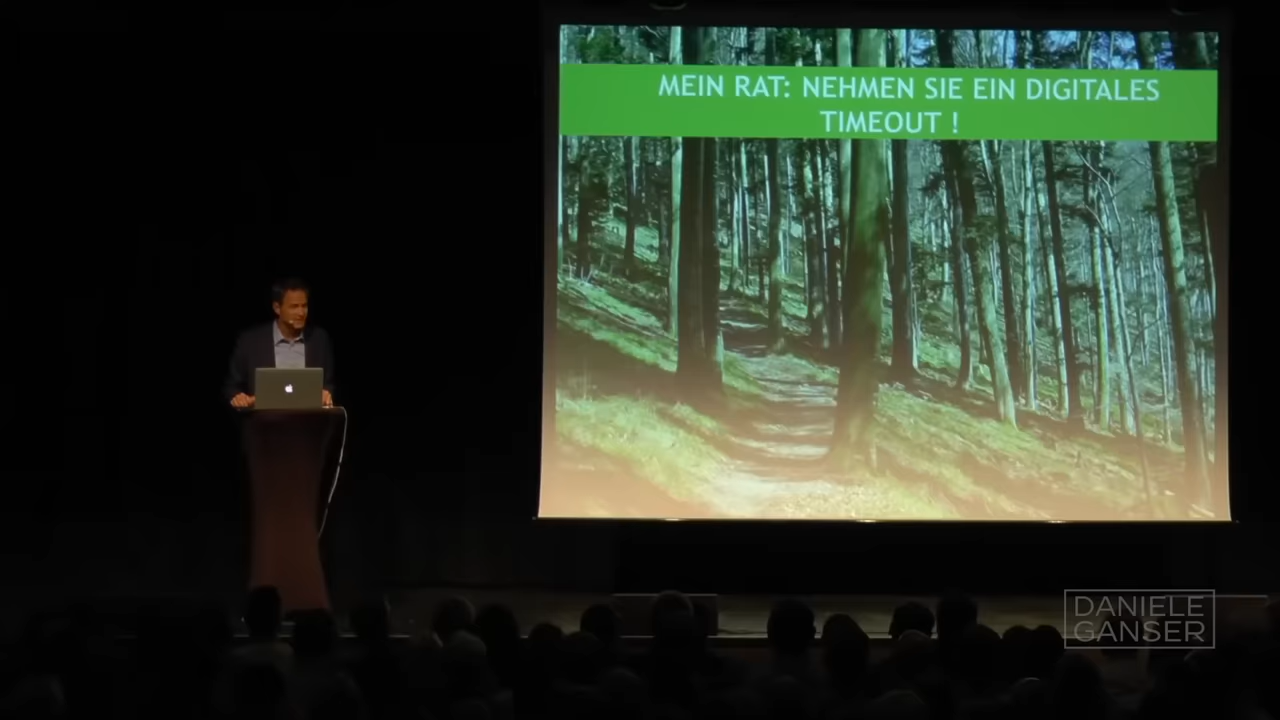 MEIN RAT: NEHMEN SIE EIN DIGITALES
TIMEOUT !
DANIELE
GANSER